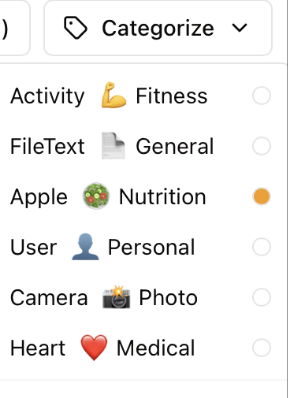 )
Categorize
Activity 💪 Fitness
FileText 📄 General
Apple 🥗 Nutrition
User 👤 Personal
Camera 📸 Photo
Heart ❤️ Medical